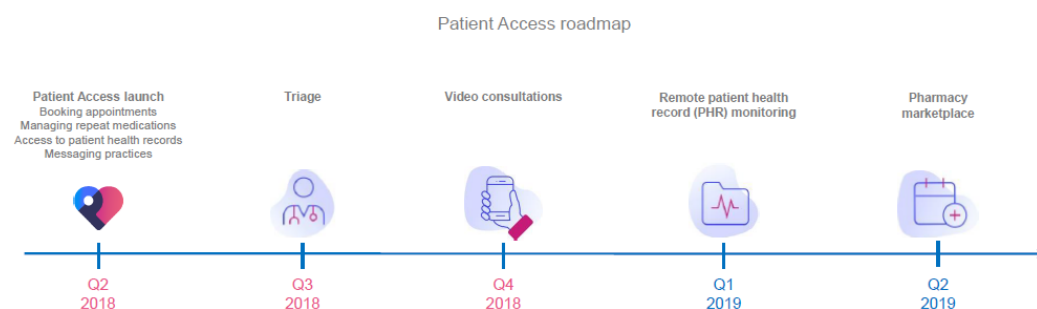 Patient Access roadmap
Patient Access launch
Booking appointments
Managing repeat medications
Access to patient health records
Messaging practices
Triage
Video consultations
Remote patient health
record (PHR) monitoring
Pharmacy
marketplace
Q2
2018
Q3
2018
Q4
2018
Q1
2019
Q2
2019